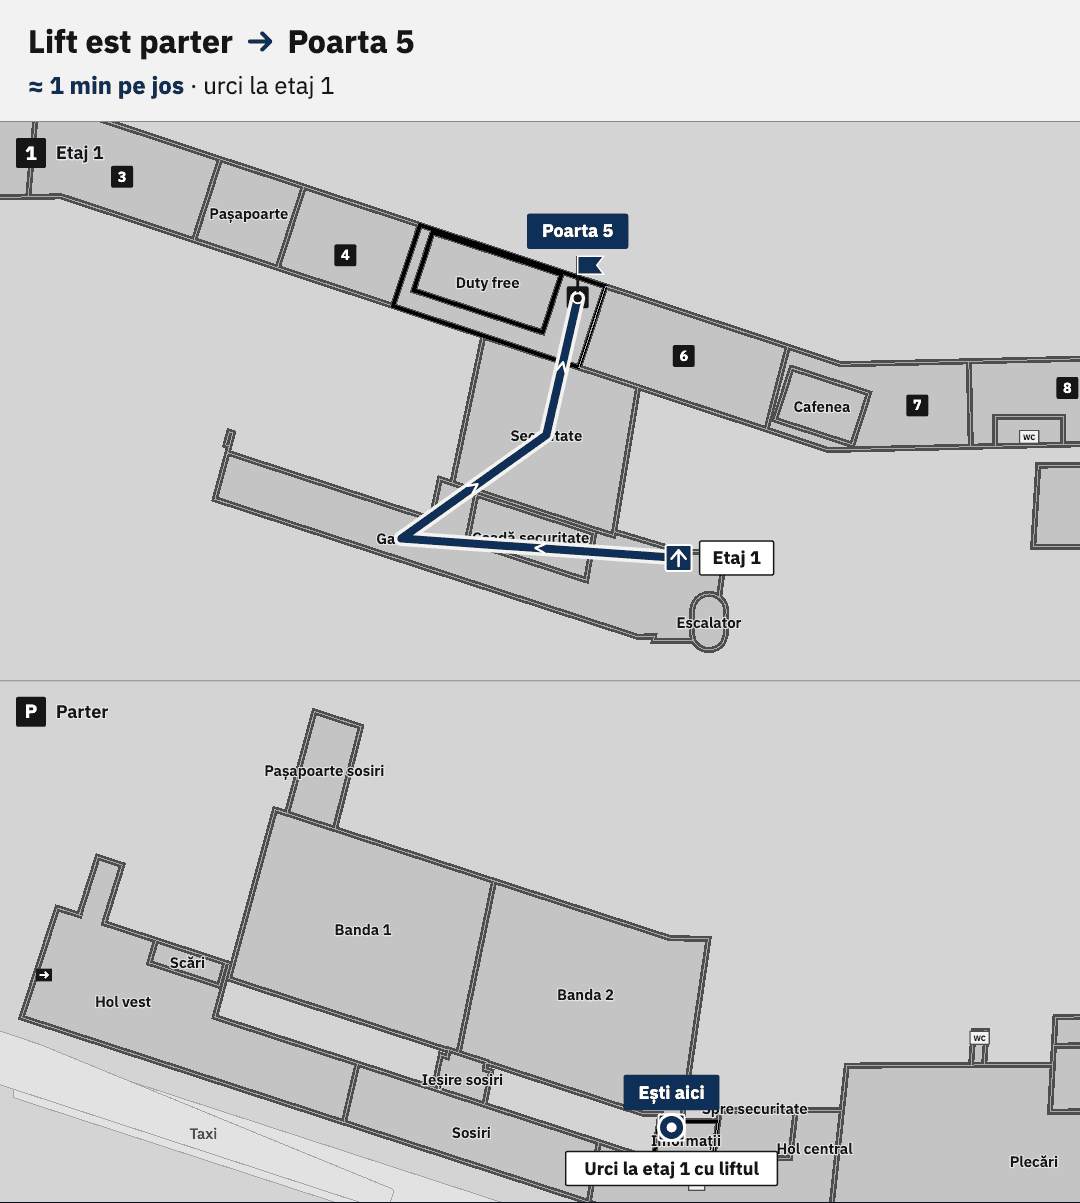 Lift est parter → Poarta 5
≈ 1 min pe jos · urci la etaj 1
1 Etaj 1
3
Pașapoarte
4
Poarta 5
Duty free
6
Cafenea
7
8
wc
Etaj 1
Escalator
P Parter
Pașapoarte sosiri
Banda 1
Scări
Hol vest
Banda 2
wc
Ieșire sosiri
Ești aici
Spre securitate
Sosiri
Informații
Hol central
Urci la etaj 1 cu liftul
Plecări
Taxi
securitate